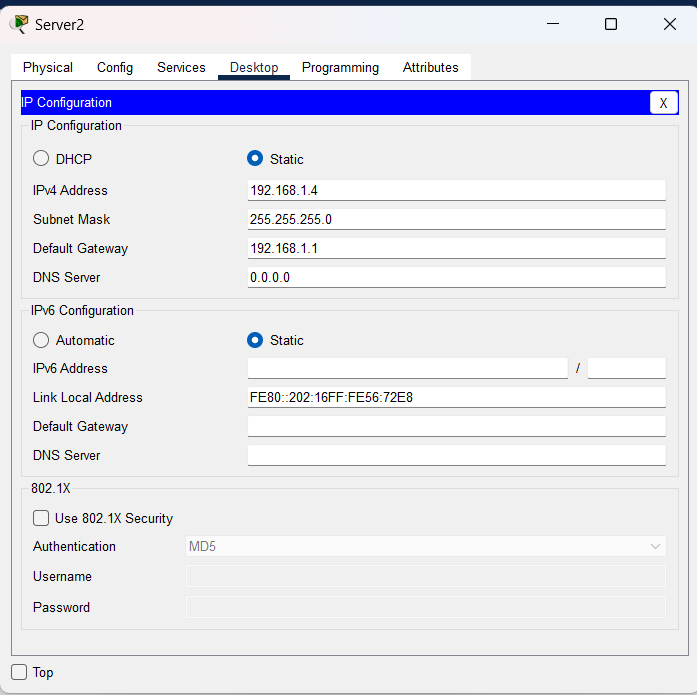 Server2
Physical Config Services Desktop Programming Attributes
IP Configuration X
IP Configuration
DHCP Static
IPv4 Address 192.168.1.4
Subnet Mask 255.255.255.0
Default Gateway 192.168.1.1
DNS Server 0.0.0.0
IPv6 Configuration
Automatic Static
IPv6 Address /
Link Local Address FE80::202:16FF:FE56:72E8
Default Gateway
DNS Server
802.1X
Use 802.1X Security
Authentication MD5
Username
Password
Top